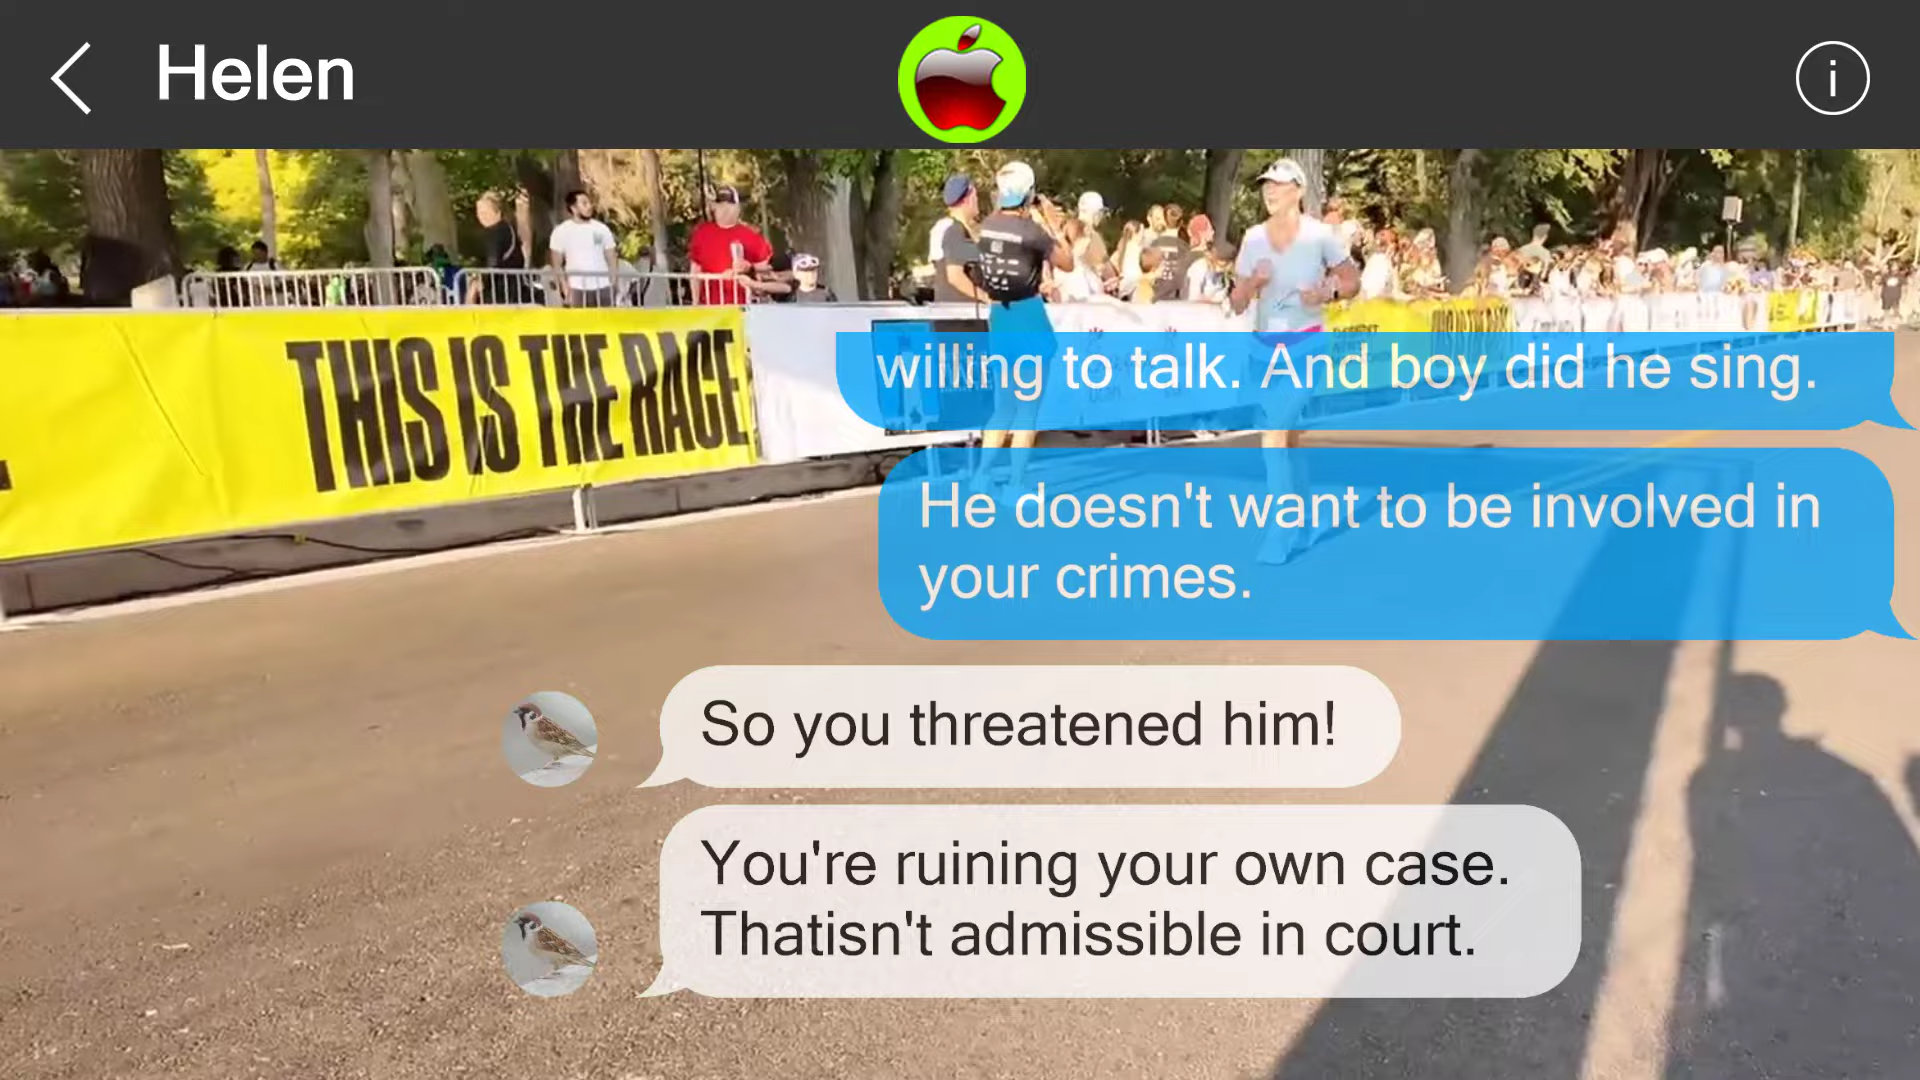 Helen
THIS IS THE RACE
willing to talk. And boy did he sing.
He doesn't want to be involved in
your crimes.
So you threatened him!
You're ruining your own case.
Thatisn't admissible in court.